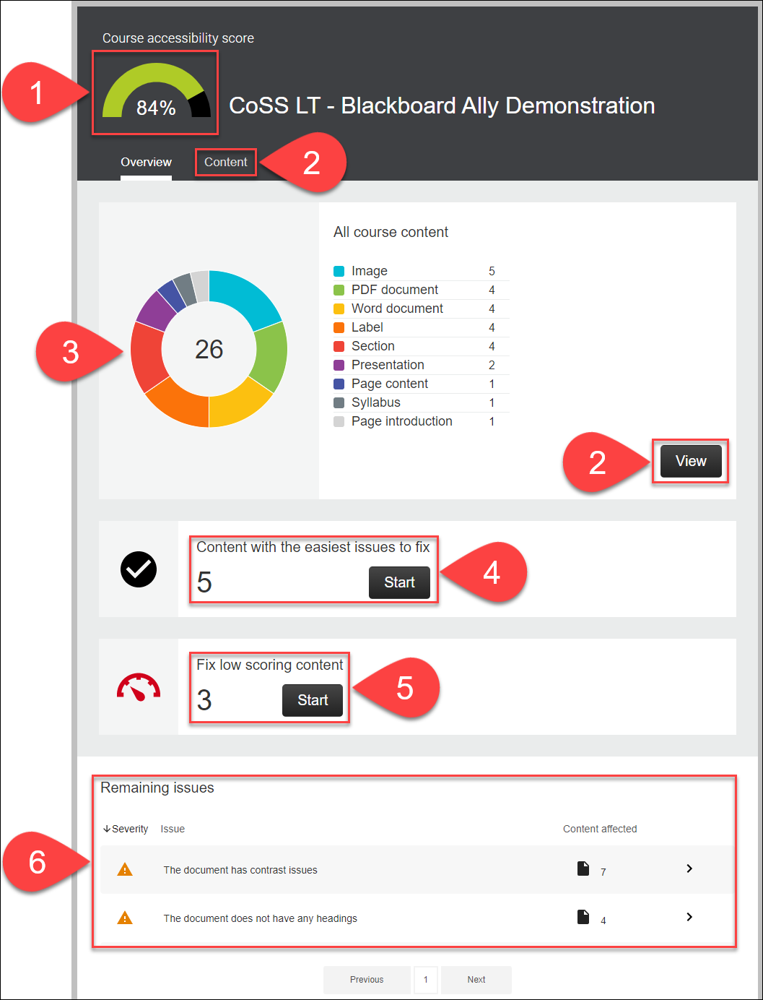 Course accessibility score
1
84%
CoSS LT - Blackboard Ally Demonstration
Overview
Content
2
All course content
Image 5
PDF document 4
Word document 4
Label 4
Section 4
Presentation 2
Page content 1
Syllabus 1
Page introduction 1
26
3
2
View
Content with the easiest issues to fix
5
Start
4
Fix low scoring content
3
Start
5
Remaining issues
Severity Issue Content affected
6
The document has contrast issues 7
The document does not have any headings 4
Previous 1 Next